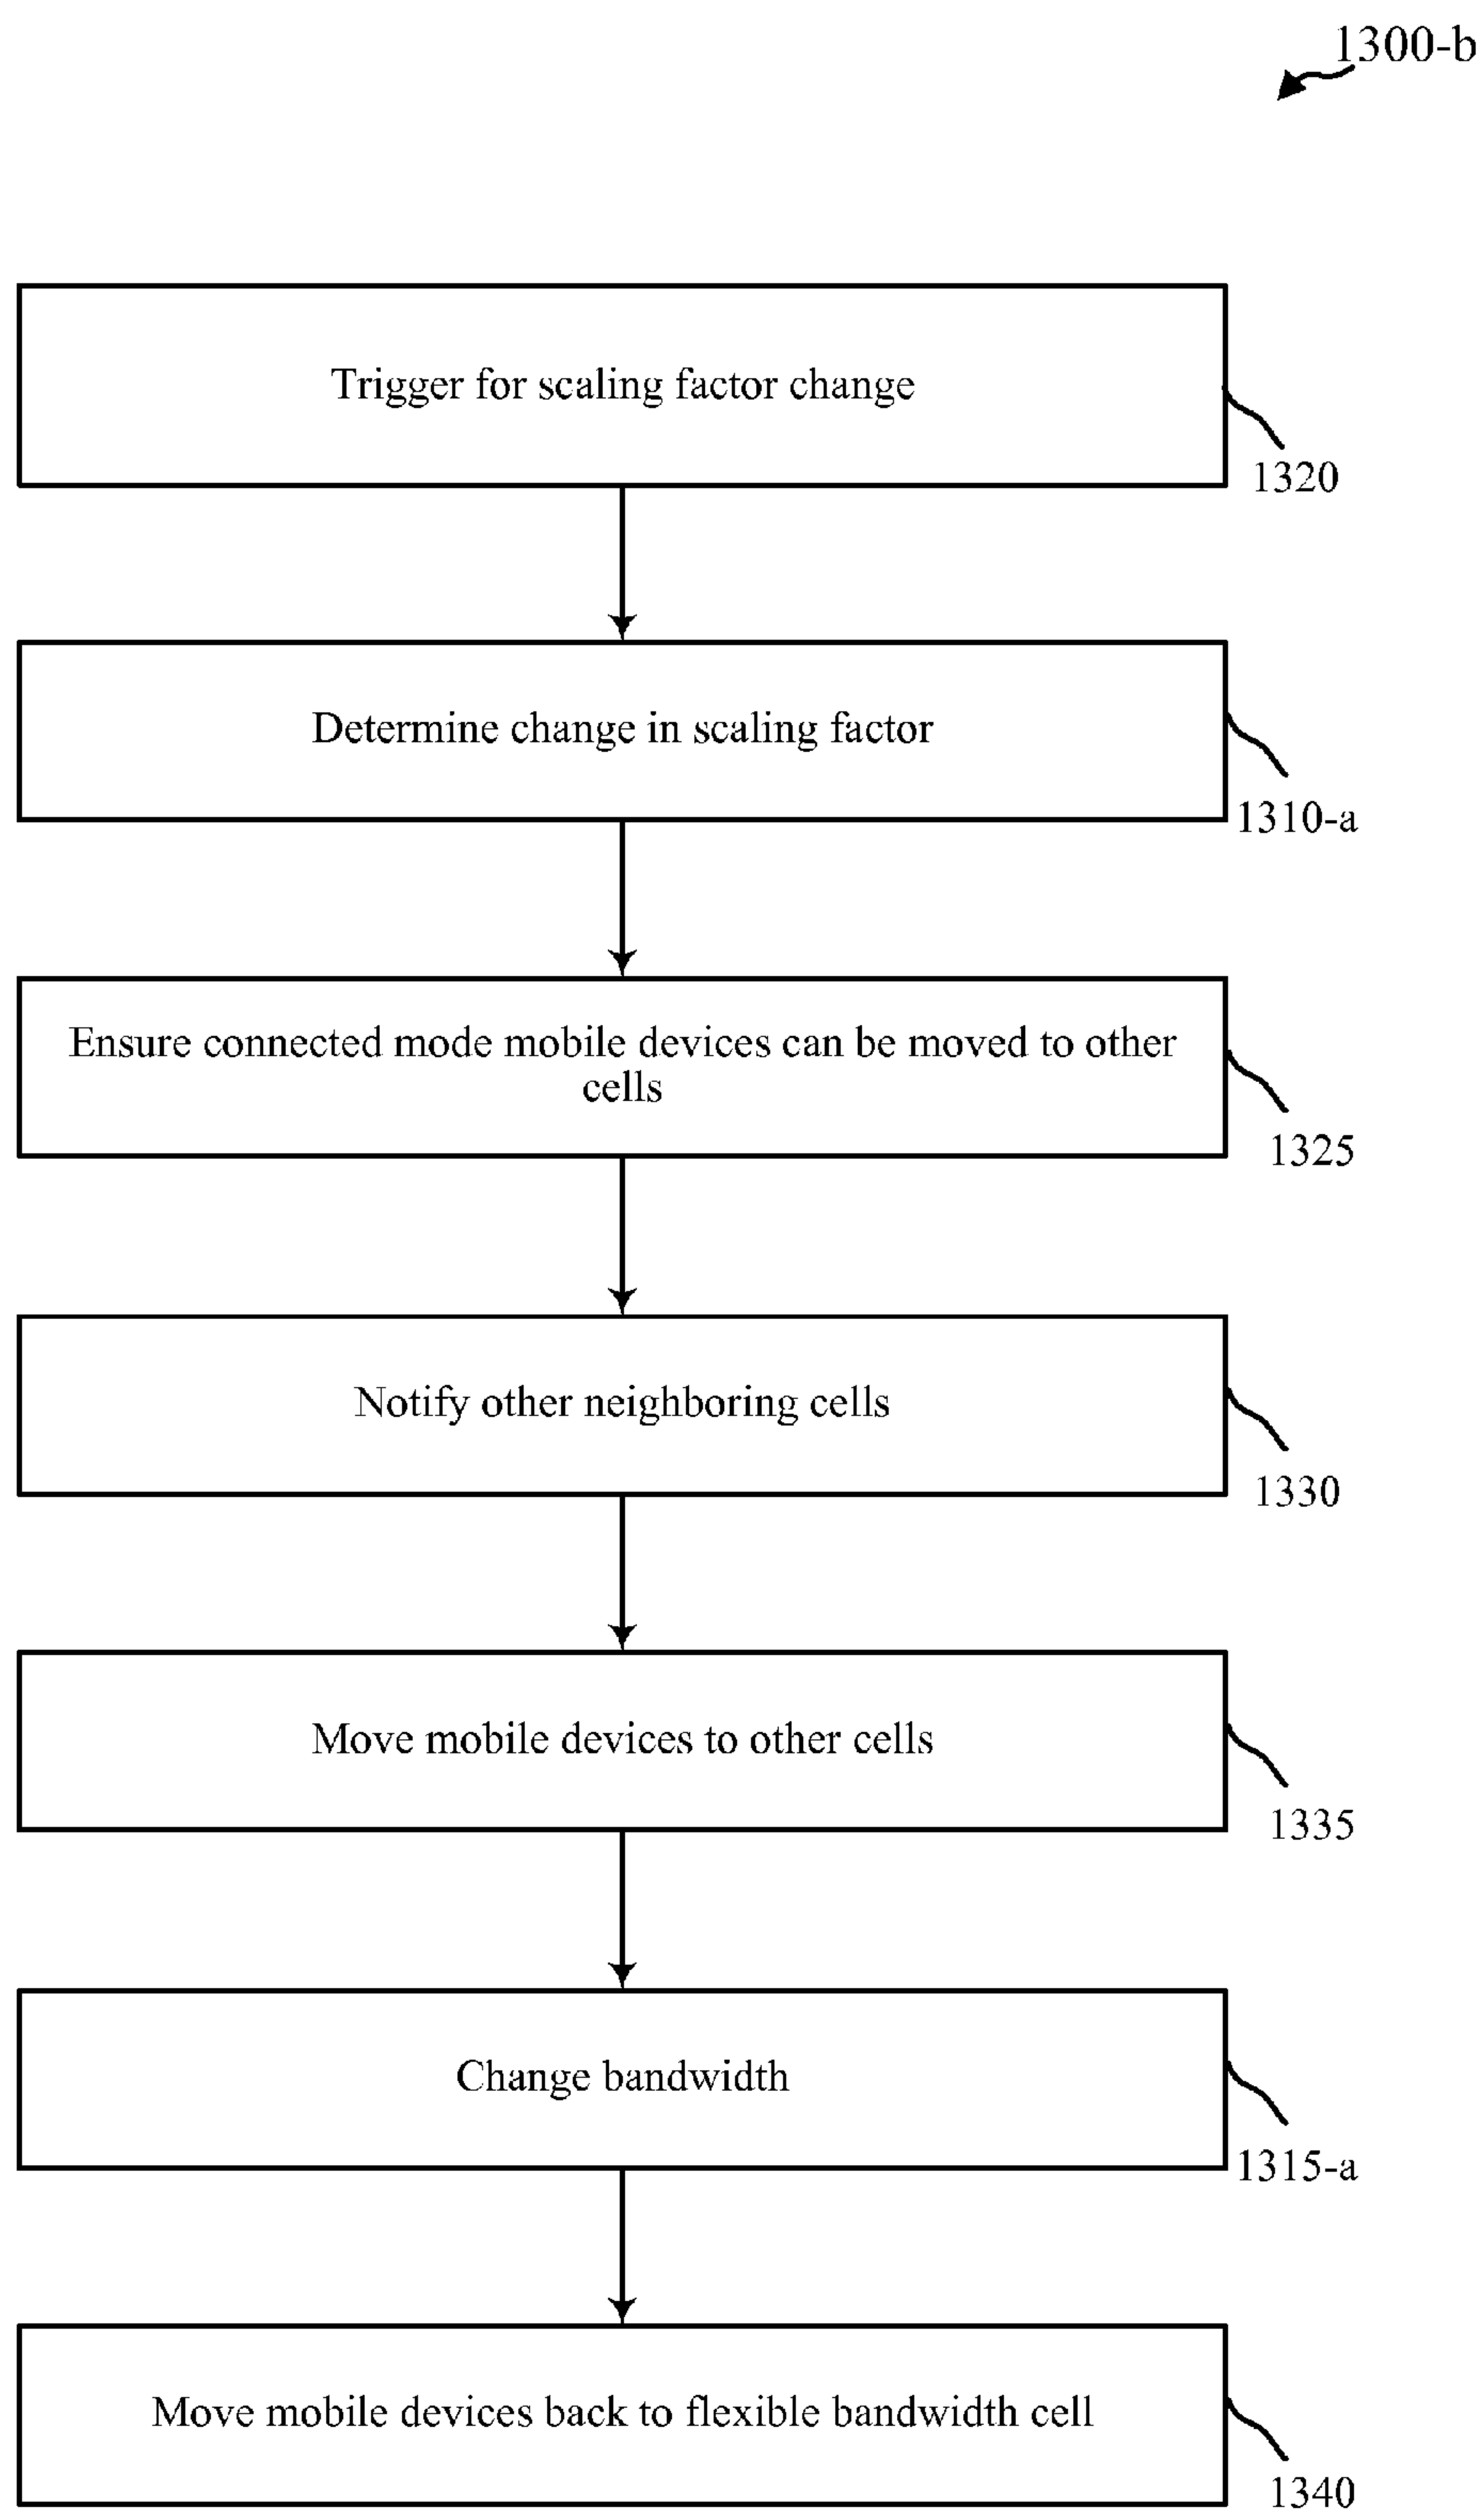 1300-b
Trigger for scaling factor change
1320
Determine change in scaling factor
1310-a
Ensure connected mode mobile devices can be moved to other
cells
1325
Notify other neighboring cells
1330
Move mobile devices to other cells
1335
Change bandwidth
1315-a
Move mobile devices back to flexible bandwidth cell
1340